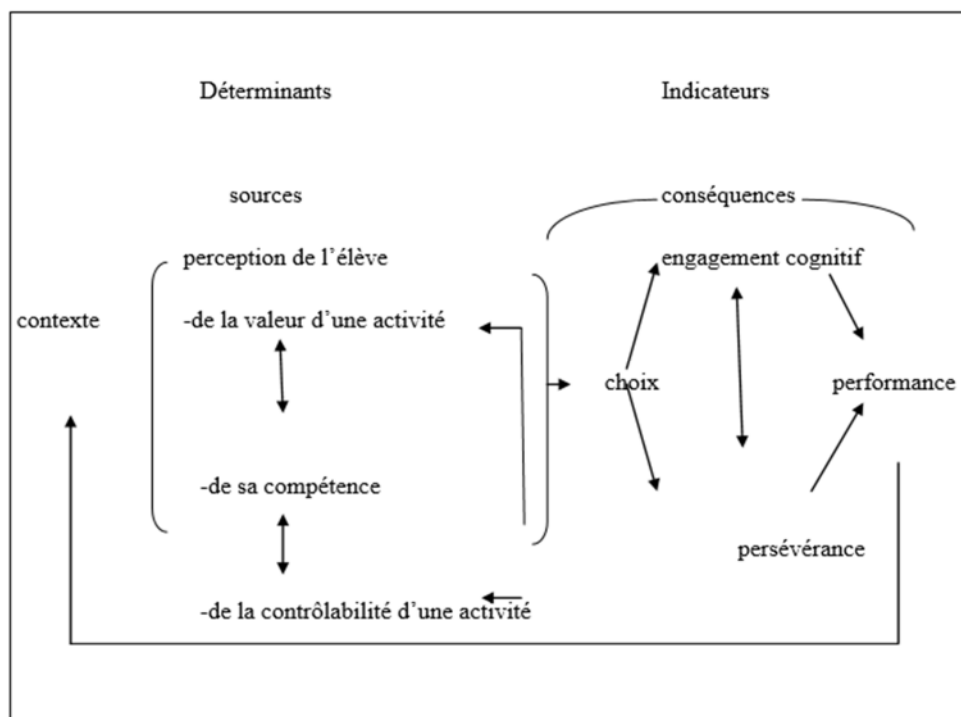 Déterminants Indicateurs
sources conséquences
perception de l'élève engagement cognitif
contexte -de la valeur d'une activité
choix performance
-de sa compétence
persévérance
-de la contrôlabilité d'une activité